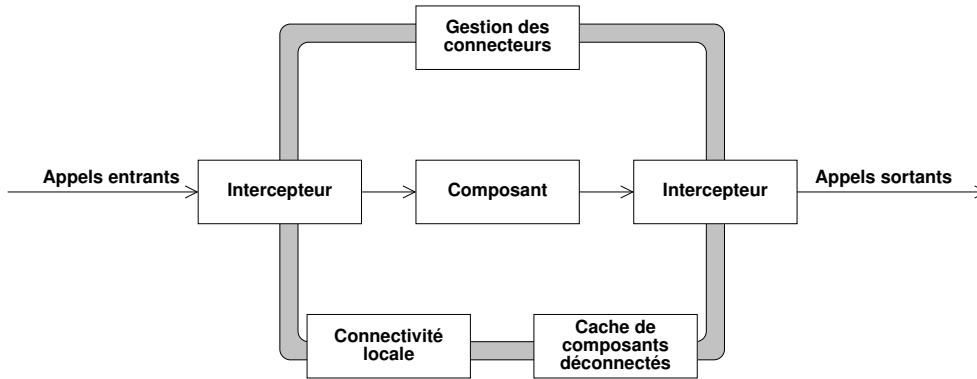 Gestion des
connecteurs
Appels entrants
Intercepteur
Composant
Intercepteur
Appels sortants
Connectivité
locale
Cache de
composants
déconnectés